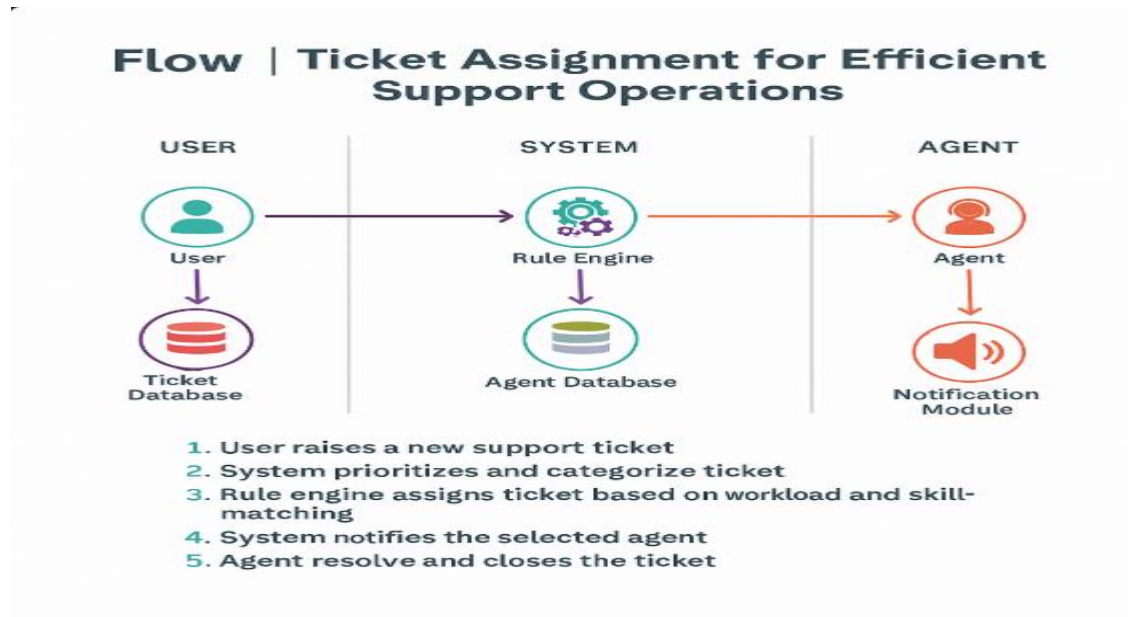 Flow | Ticket Assignment for Efficient
Support Operations
USER
SYSTEM
AGENT
User
Rule Engine
Agent
Ticket
Database
Agent Database
Notification
Module
1. User raises a new support ticket
2. System prioritizes and categorize ticket
3. Rule engine assigns ticket based on workload and skill-
matching
4. System notifies the selected agent
5. Agent resolve and closes the ticket